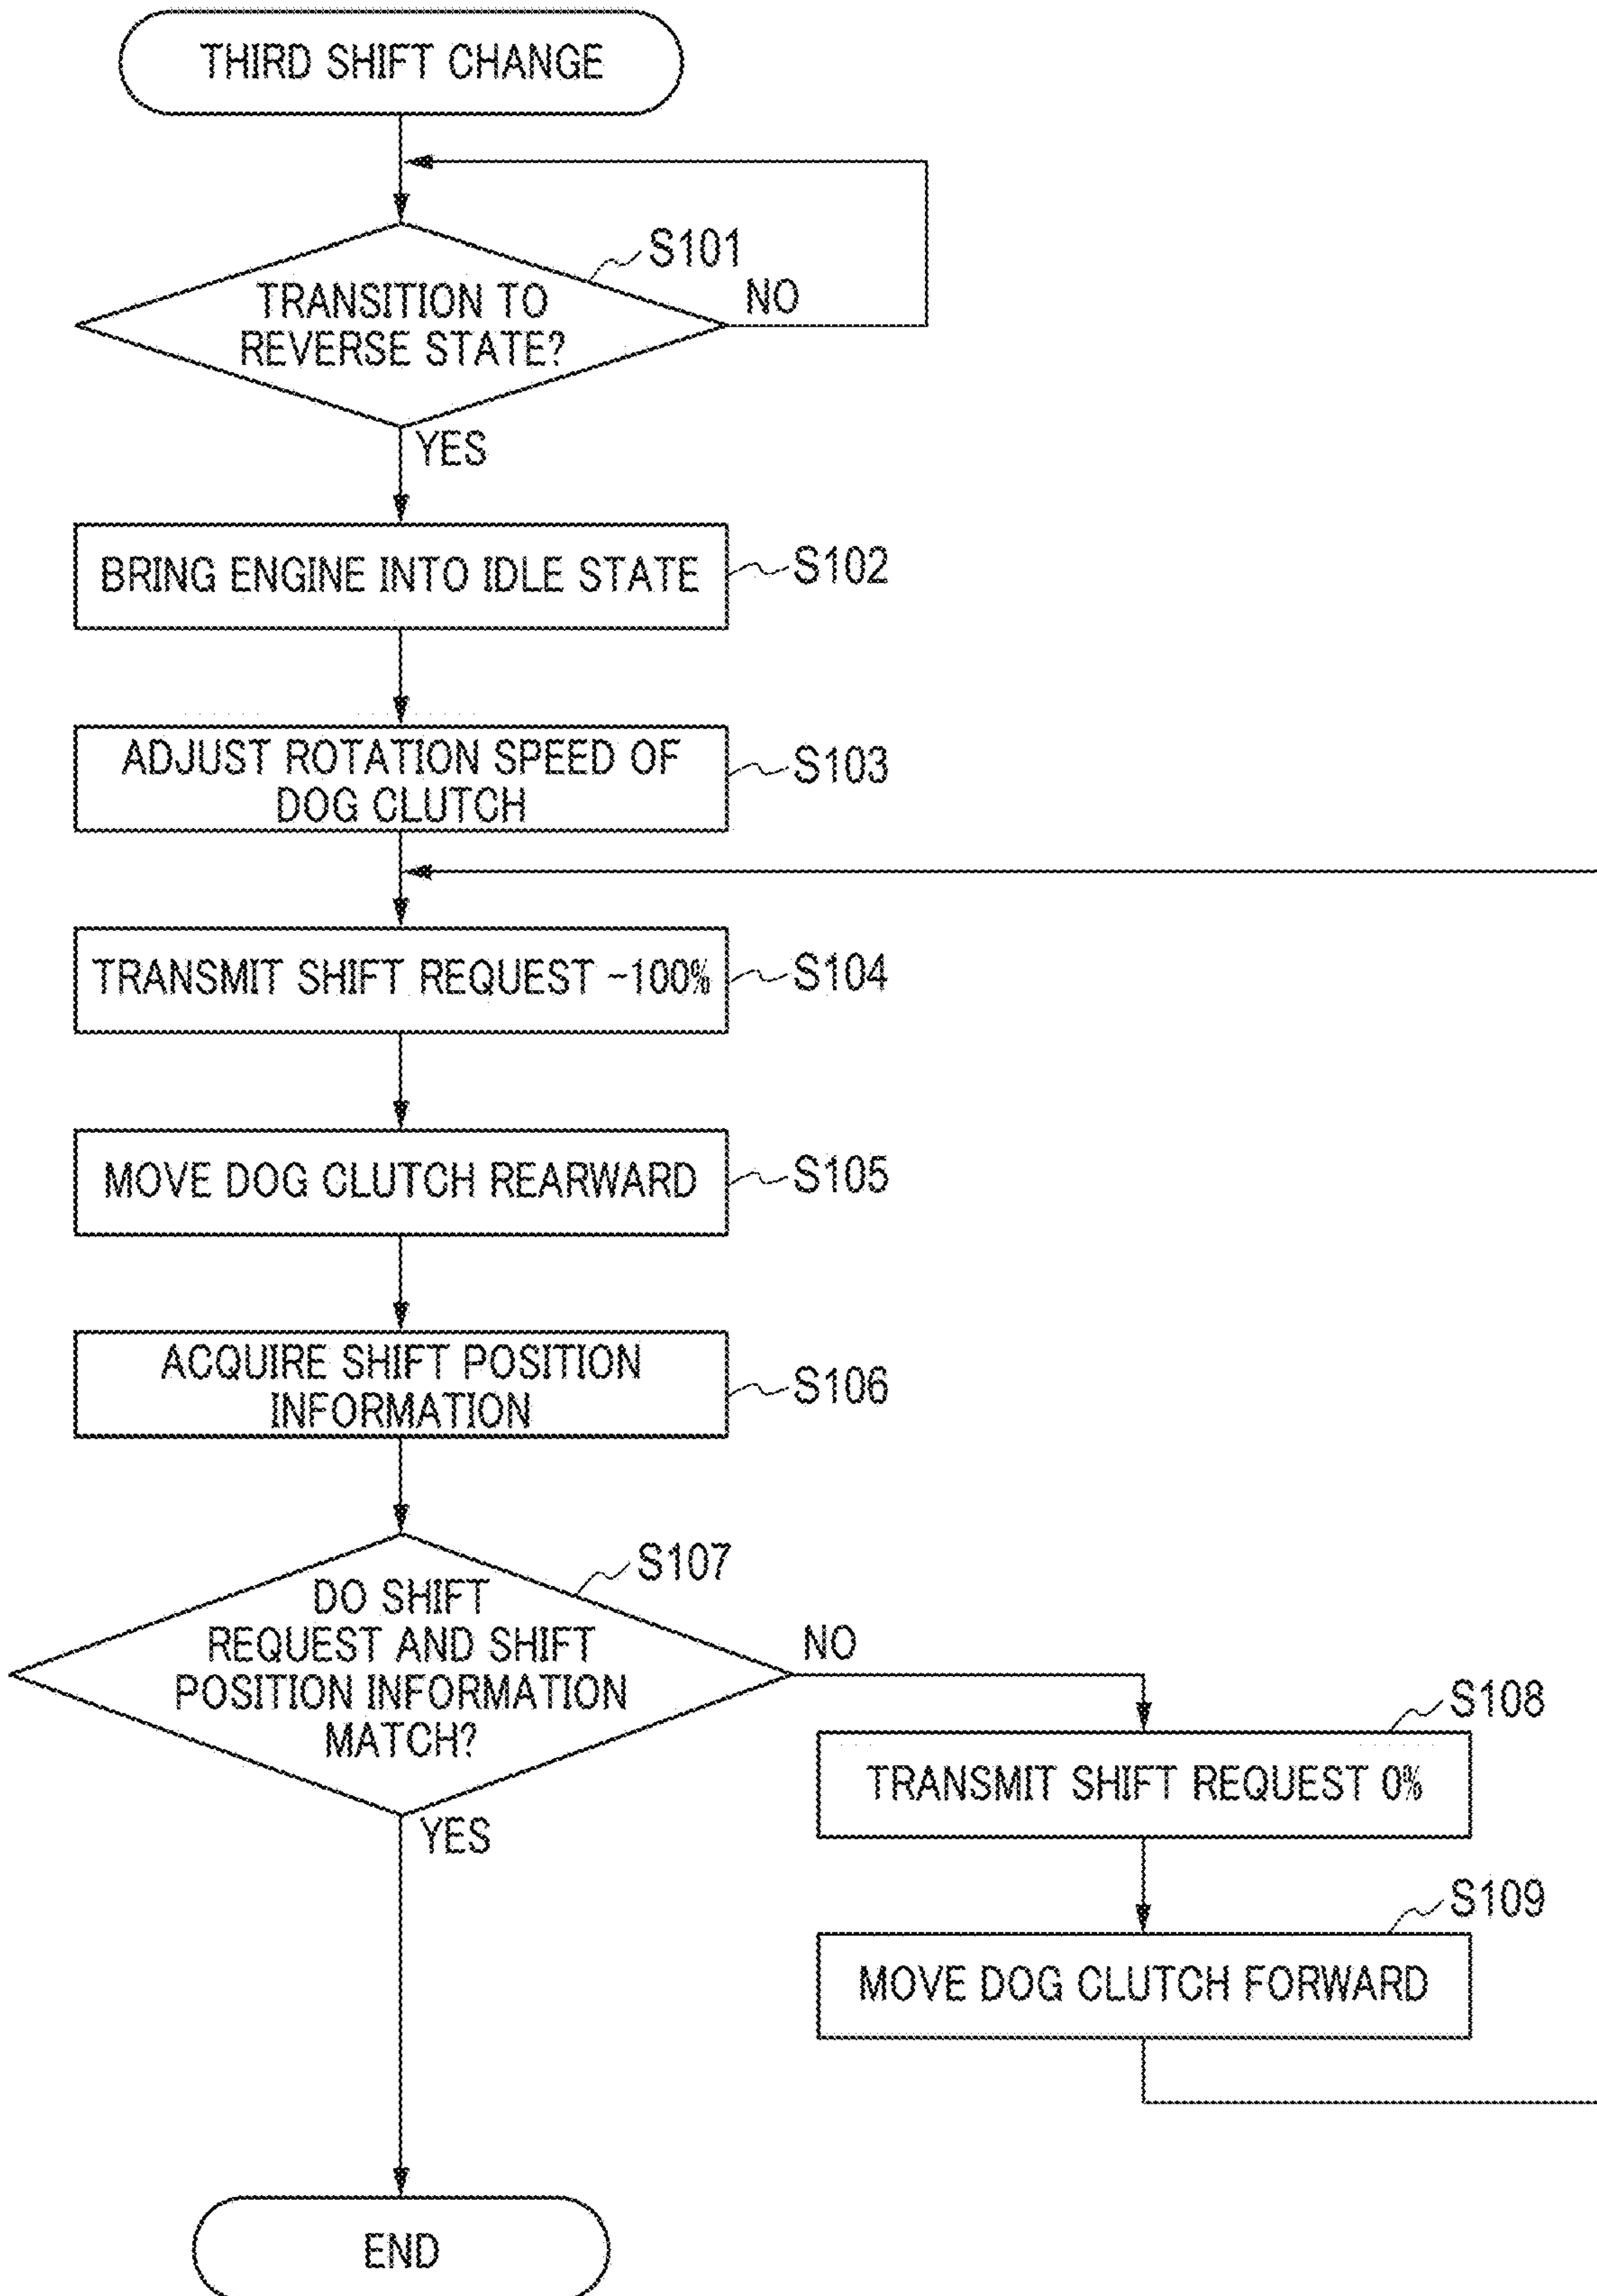 THIRD SHIFT CHANGE
S101
TRANSITION TO
REVERSE STATE?
NO
YES
BRING ENGINE INTO IDLE STATE
S102
ADJUST ROTATION SPEED OF
DOG CLUTCH
S103
TRANSMIT SHIFT REQUEST -100%
S104
MOVE DOG CLUTCH REARWARD
S105
ACQUIRE SHIFT POSITION
INFORMATION
S106
S107
DO SHIFT
REQUEST AND SHIFT
POSITION INFORMATION
MATCH?
NO
YES
S108
TRANSMIT SHIFT REQUEST 0%
S109
MOVE DOG CLUTCH FORWARD
END